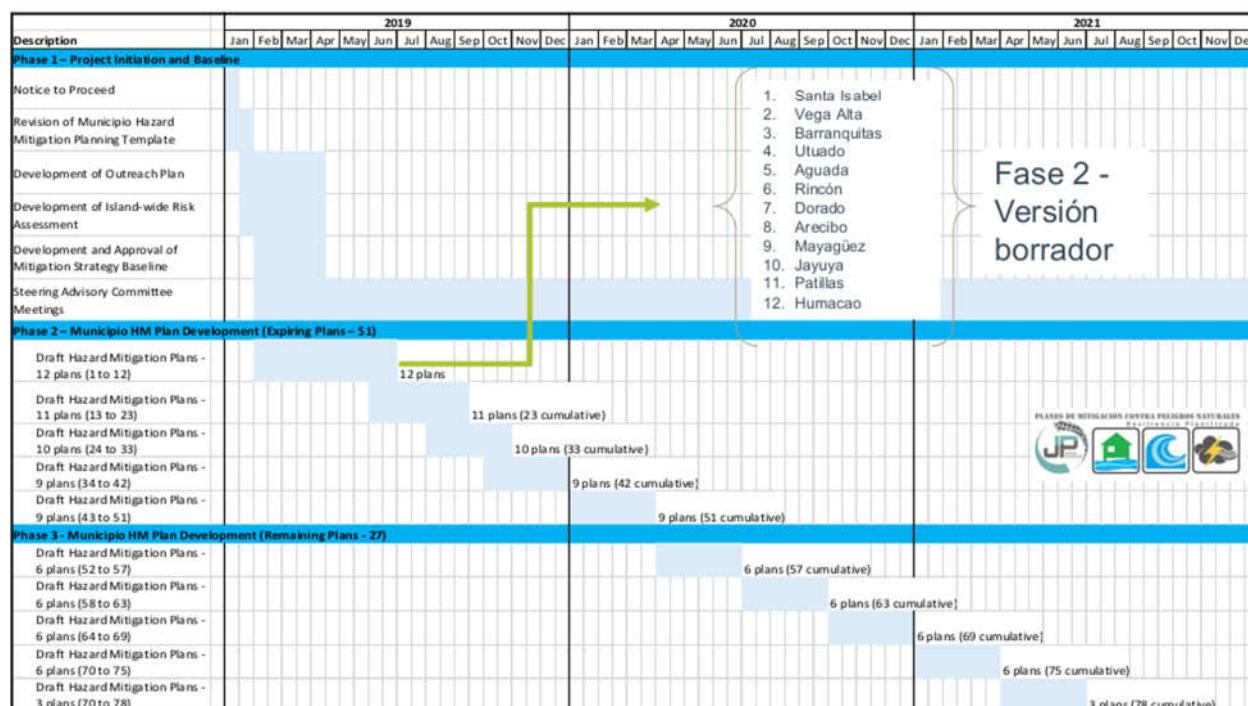 2019 2020 2021
Description Jan Feb Mar Apr May Jun Jul Aug Sep Oct Nov Dec Jan Feb Mar Apr May Jun Jul Aug Sep Oct Nov Dec Jan Feb Mar Apr May Jun Jul Aug Sep Oct Nov De
Phase 1 – Project Initiation and Baseline
Notice to Proceed
Revision of Municipio Hazard
Mitigation Planning Template
Development of Outreach Plan
Development of Island-wide Risk
Assessment
Development and Approval of
Mitigation Strategy Baseline
Steering Advisory Committee
Meetings
1. Santa Isabel
2. Vega Alta
3. Barranquitas
4. Utuado
5. Aguada
6. Rincón
7. Dorado
8. Arecibo
9. Mayagüez
10. Jayuya
11. Patillas
12. Humacao
Fase 2 -
Versión
borrador
Phase 2 – Municipio HM Plan Development (Expiring Plans – 51)
Draft Hazard Mitigation Plans -
12 plans (1 to 12) 12 plans
Draft Hazard Mitigation Plans -
11 plans (13 to 23) 11 plans (23 cumulative)
Draft Hazard Mitigation Plans -
10 plans (24 to 33) 10 plans (33 cumulative)
Draft Hazard Mitigation Plans -
9 plans (34 to 42) 9 plans (42 cumulative)
Draft Hazard Mitigation Plans -
9 plans (43 to 51) 9 plans (51 cumulative)
PLANES DE MITIGACIÓN CONTRA PELIGROS NATURALES
Resiliencia Planificada
JP
Phase 3 - Municipio HM Plan Development (Remaining Plans - 27)
Draft Hazard Mitigation Plans -
6 plans (52 to 57) 6 plans (57 cumulative)
Draft Hazard Mitigation Plans -
6 plans (58 to 63) 6 plans (63 cumulative)
Draft Hazard Mitigation Plans -
6 plans (64 to 69) 6 plans (69 cumulative)
Draft Hazard Mitigation Plans -
6 plans (70 to 75) 6 plans (75 cumulative)
Draft Hazard Mitigation Plans -
3 plans (70 to 78) 3 plans (78 cumulative)